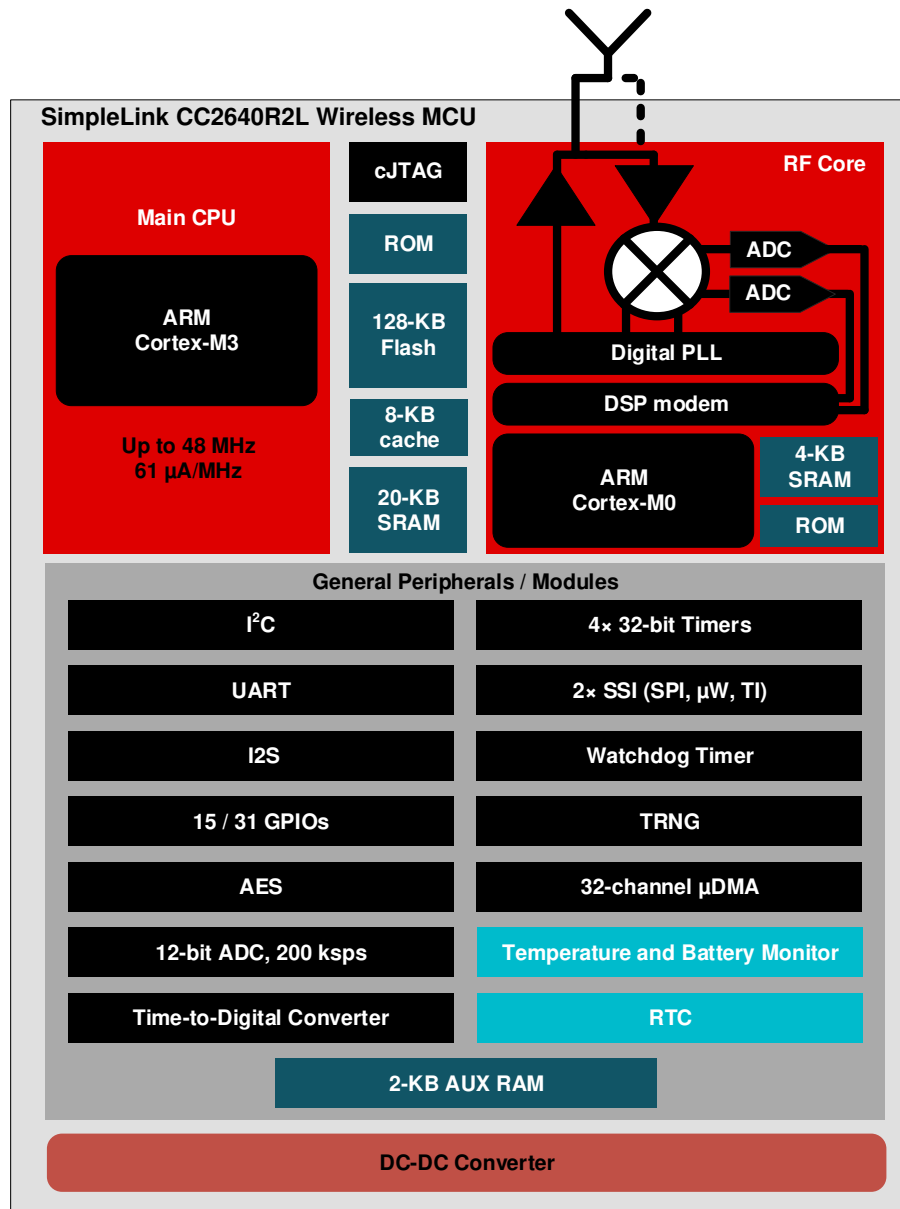 SimpleLink CC2640R2L Wireless MCU
Main CPU
ARM
Cortex-M3
Up to 48 MHz
61 µA/MHz
cJTAG
ROM
128-KB
Flash
8-KB
cache
20-KB
SRAM
RF Core
ADC
ADC
Digital PLL
DSP modem
ARM
Cortex-M0
4-KB
SRAM
ROM
General Peripherals / Modules
I²C
4× 32-bit Timers
UART
2× SSI (SPI, µW, TI)
I2S
Watchdog Timer
15 / 31 GPIOs
TRNG
AES
32-channel µDMA
12-bit ADC, 200 ksps
Temperature and Battery Monitor
Time-to-Digital Converter
RTC
2-KB AUX RAM
DC-DC Converter